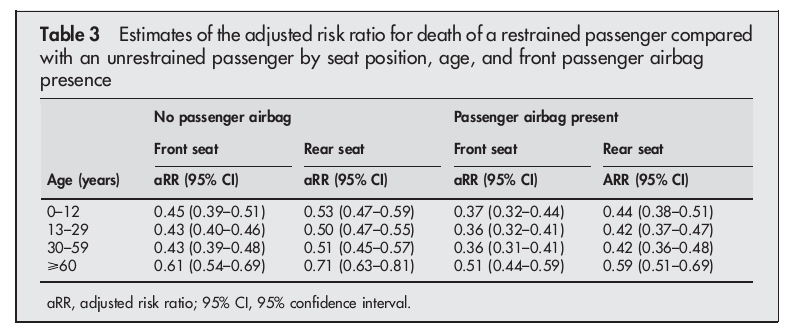 Table 3 Estimates of the adjusted risk ratio for death of a restrained passenger compared
with an unrestrained passenger by seat position, age, and front passenger airbag
presence
No passenger airbag Passenger airbag present
Front seat Rear seat Front seat Rear seat
Age (years) aRR (95% CI) aRR (95% CI) aRR (95% CI) ARR (95% CI)
0–12 0.45 (0.39–0.51) 0.53 (0.47–0.59) 0.37 (0.32–0.44) 0.44 (0.38–0.51)
13–29 0.43 (0.40–0.46) 0.50 (0.47–0.55) 0.36 (0.32–0.41) 0.42 (0.37–0.47)
30–59 0.43 (0.39–0.48) 0.51 (0.45–0.57) 0.36 (0.31–0.41) 0.42 (0.36–0.48)
⩾60 0.61 (0.54–0.69) 0.71 (0.63–0.81) 0.51 (0.44–0.59) 0.59 (0.51–0.69)
aRR, adjusted risk ratio; 95% CI, 95% confidence interval.